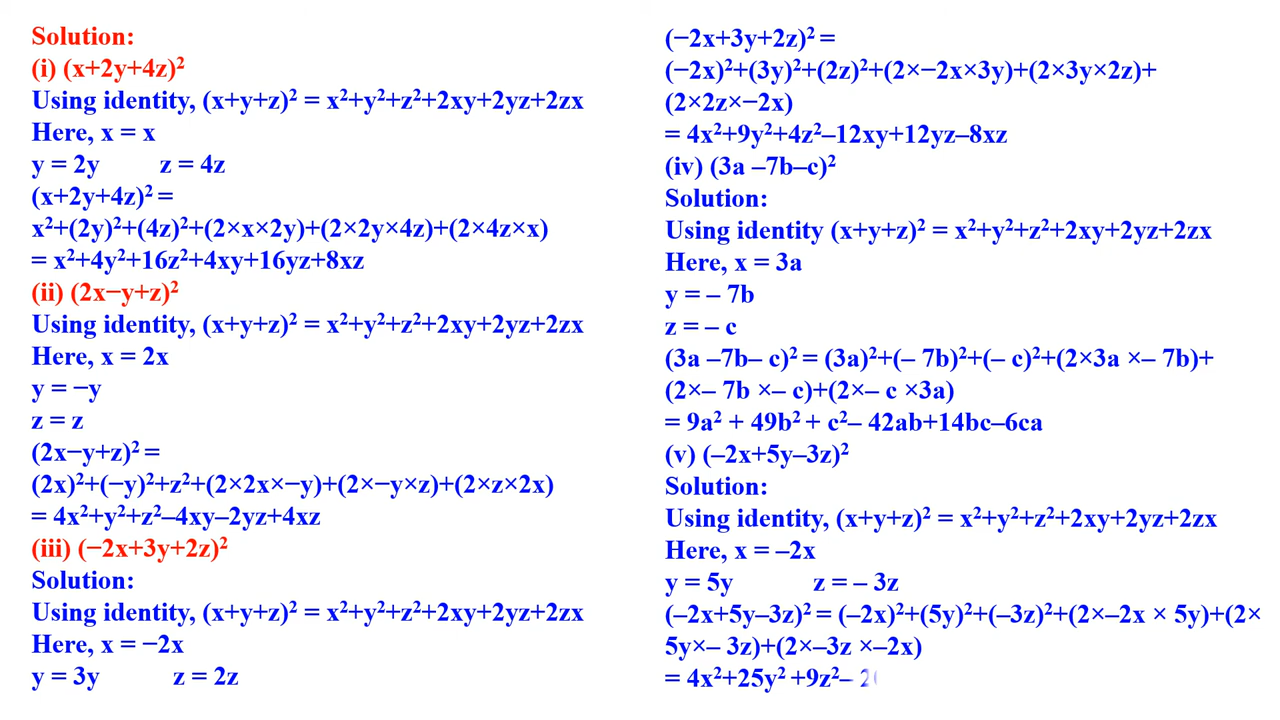 Solution:
(i) (x+2y+4z)²
Using identity, (x+y+z)² = x²+y²+z²+2xy+2yz+2zx
Here, x = x
y = 2y z = 4z
(x+2y+4z)² =
x²+(2y)²+(4z)²+(2×x×2y)+(2×2y×4z)+(2×4z×x)
= x²+4y²+16z²+4xy+16yz+8xz
(ii) (2x−y+z)²
Using identity, (x+y+z)² = x²+y²+z²+2xy+2yz+2zx
Here, x = 2x
y = −y
z = z
(2x−y+z)² =
(2x)²+(−y)²+z²+(2×2x×−y)+(2×−y×z)+(2×z×2x)
= 4x²+y²+z²–4xy–2yz+4xz
(iii) (−2x+3y+2z)²
Solution:
Using identity, (x+y+z)² = x²+y²+z²+2xy+2yz+2zx
Here, x = −2x
y = 3y z = 2z
(−2x+3y+2z)² =
(−2x)²+(3y)²+(2z)²+(2×−2x×3y)+(2×3y×2z)+
(2×2z×−2x)
= 4x²+9y²+4z²–12xy+12yz–8xz
(iv) (3a –7b–c)²
Solution:
Using identity (x+y+z)² = x²+y²+z²+2xy+2yz+2zx
Here, x = 3a
y = – 7b
z = – c
(3a –7b– c)² = (3a)²+(– 7b)²+(– c)²+(2×3a ×– 7b)+
(2×– 7b ×– c)+(2×– c ×3a)
= 9a² + 49b² + c²– 42ab+14bc–6ca
(v) (–2x+5y–3z)²
Solution:
Using identity, (x+y+z)² = x²+y²+z²+2xy+2yz+2zx
Here, x = –2x
y = 5y z = – 3z
(–2x+5y–3z)² = (–2x)²+(5y)²+(–3z)²+(2×–2x × 5y)+(2×
5y×– 3z)+(2×–3z ×–2x)
= 4x²+25y² +9z²–